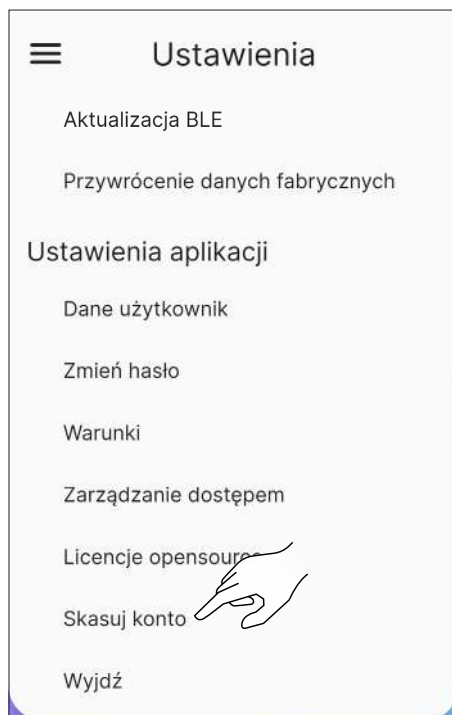 Ustawienia
Aktualizacja BLE
Przywrócenie danych fabrycznych
Ustawienia aplikacji
Dane użytkownik
Zmień hasło
Warunki
Zarządzanie dostępem
Licencje opensource
Skasuj konto
Wyjdź